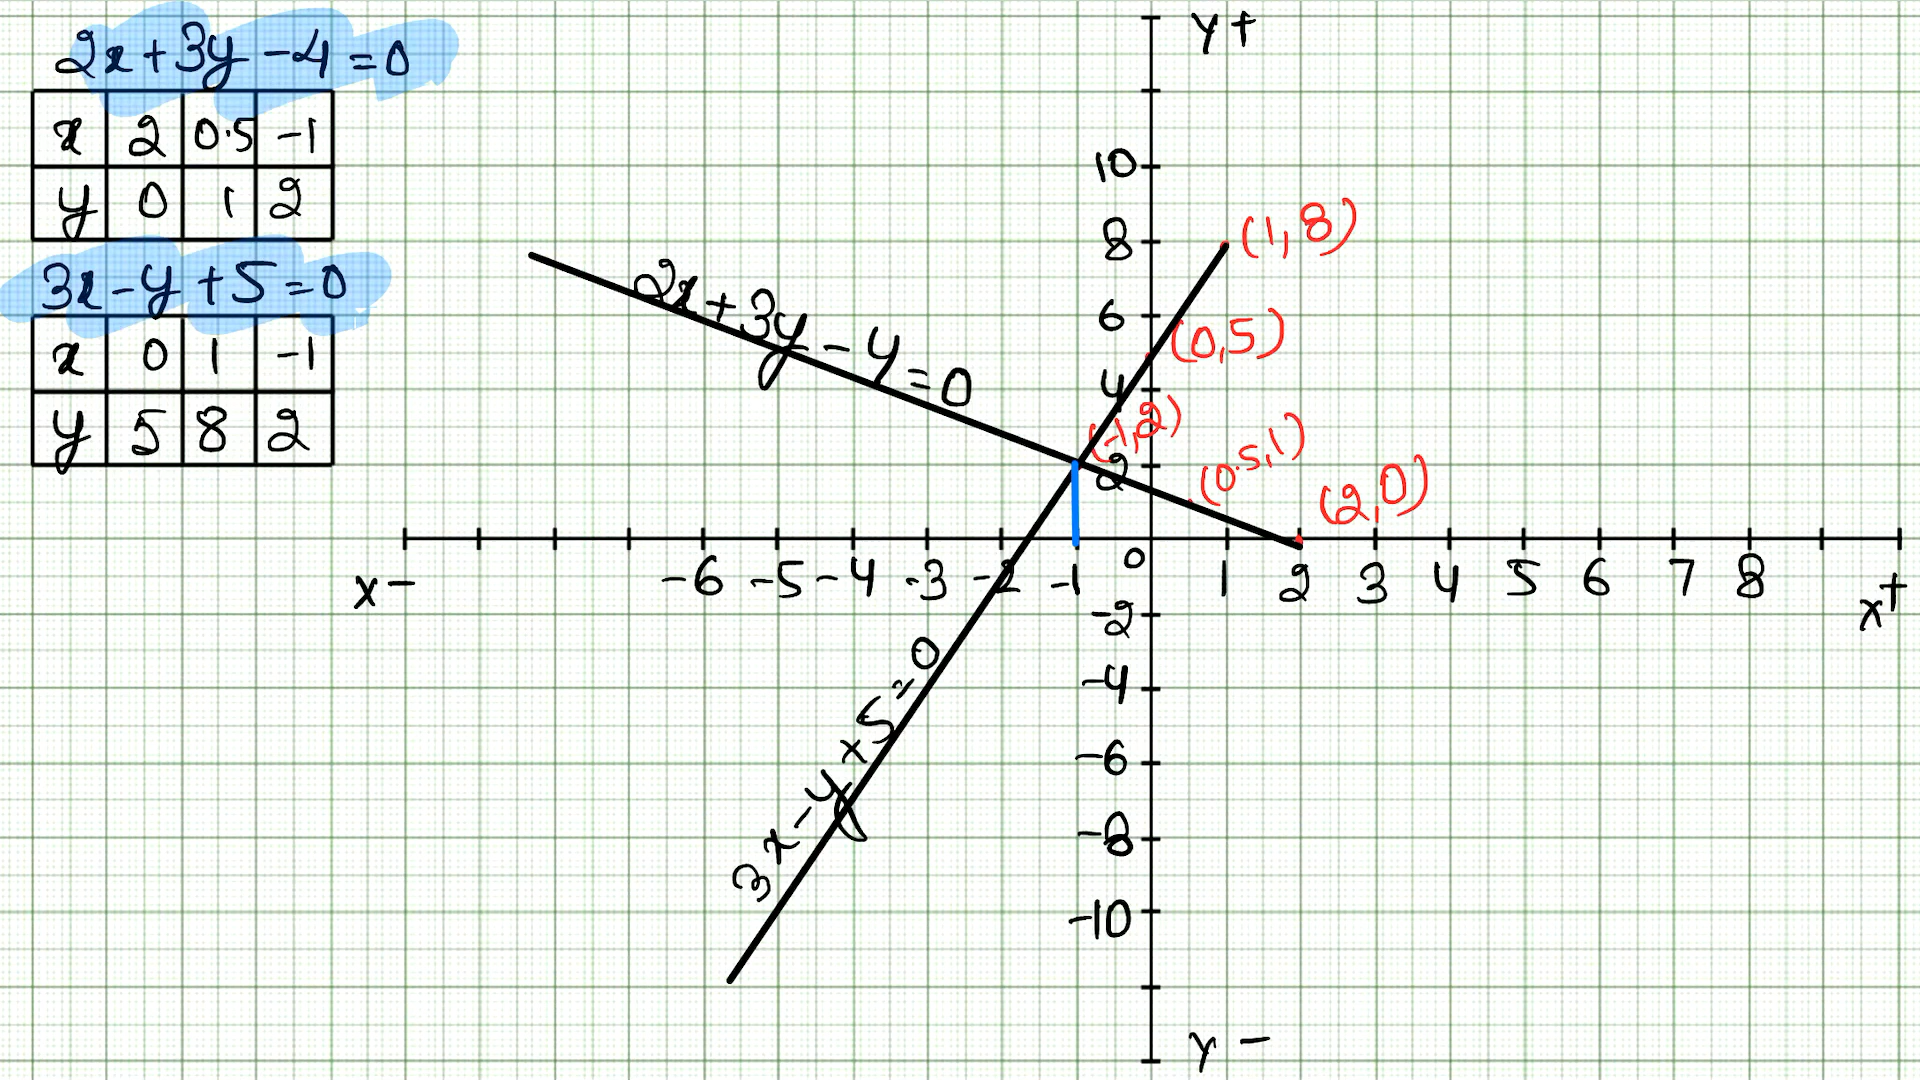 2x+3y-4=0
x 2 0.5 -1
y 0 1 2
3x-y+5=0
x 0 1 -1
y 5 8 2
y+
10
8
6
4
2
(1,8)
(0,5)
(-1,2)
(0.5,1)
(2,0)
2x+3y-4=0
x- -6 -5 -4 -3 -2 -1 0 1 2 3 4 5 6 7 8 x+
-2
-4
-6
-8
-10
3x-y+5=0
y-